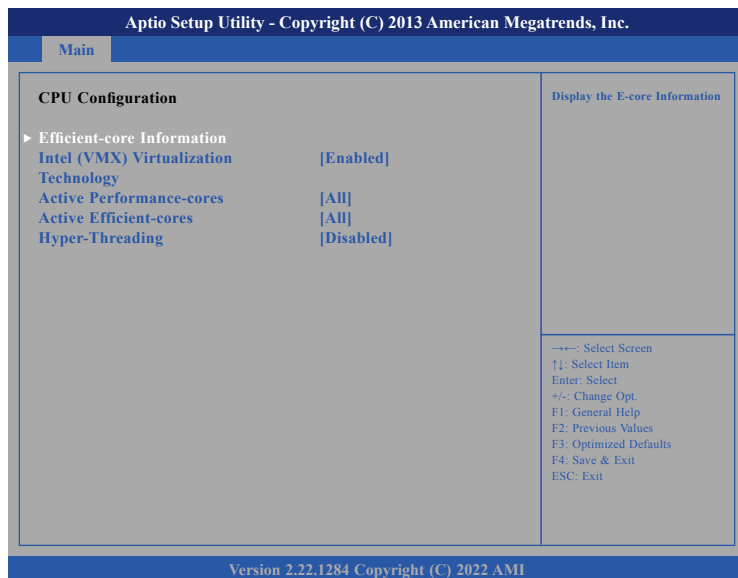 Aptio Setup Utility - Copyright (C) 2013 American Megatrends, Inc.
Main
CPU Configuration
► Efficient-core Information
Intel (VMX) Virtualization [Enabled]
Technology
Active Performance-cores [All]
Active Efficient-cores [All]
Hyper-Threading [Disabled]
Display the E-core Information
→←: Select Screen
↑↓: Select Item
Enter: Select
+/-: Change Opt.
F1: General Help
F2: Previous Values
F3: Optimized Defaults
F4: Save & Exit
ESC: Exit
Version 2.22.1284 Copyright (C) 2022 AMI